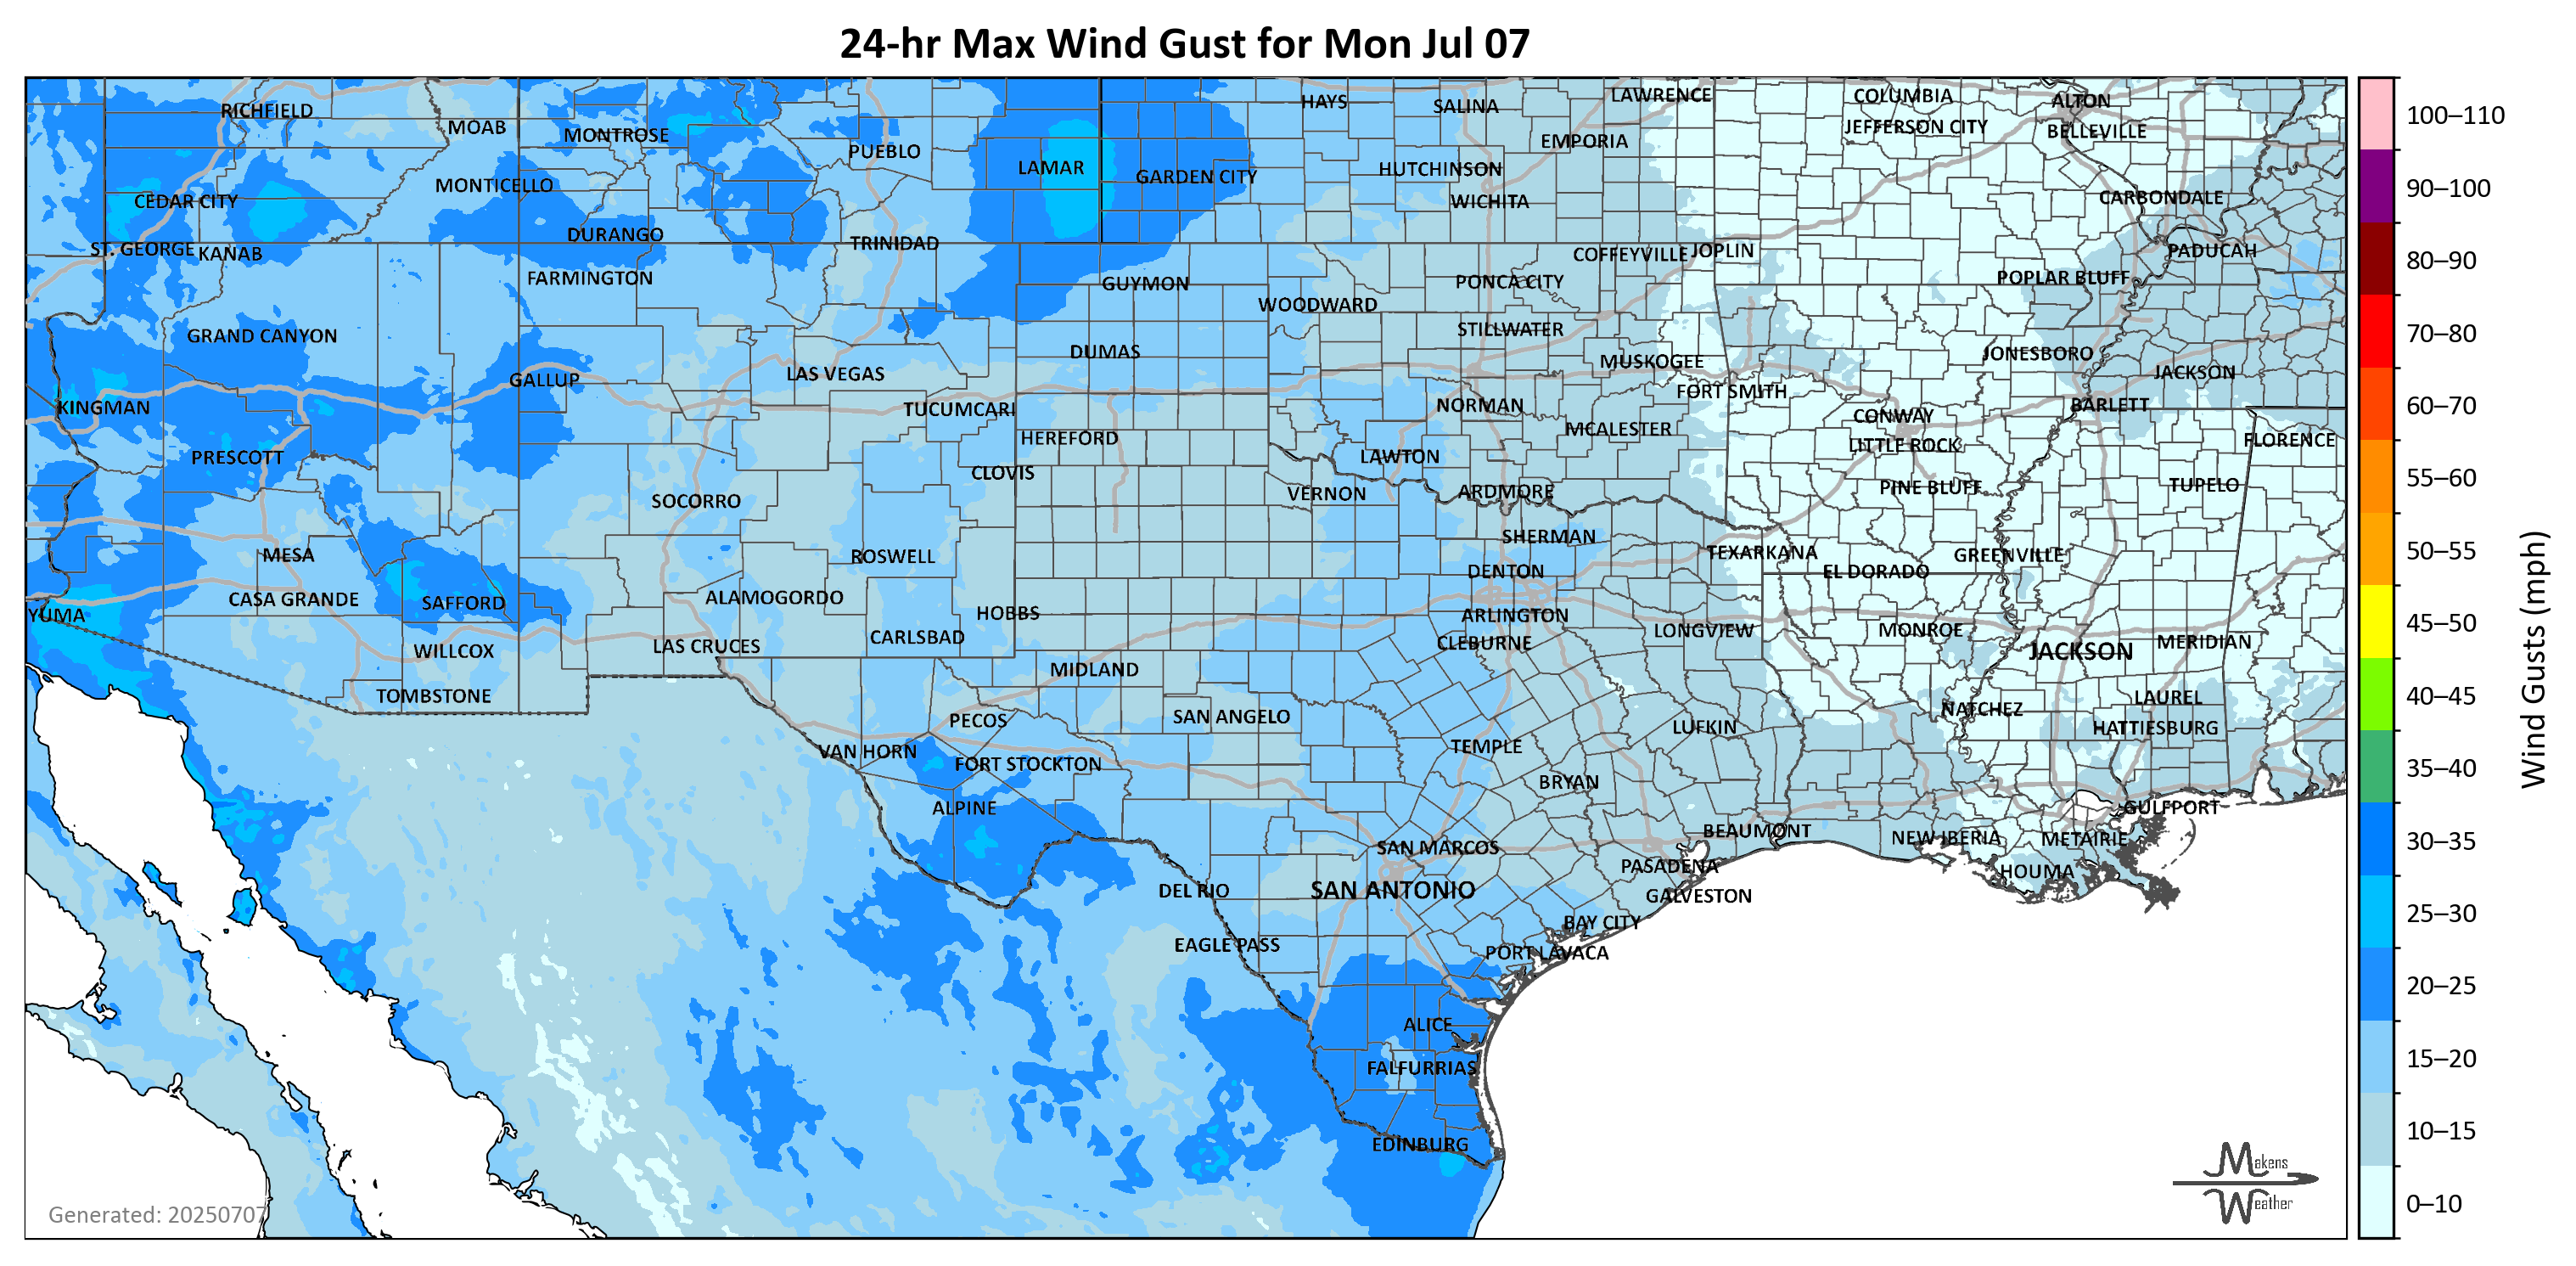 24-hr Max Wind Gust for Mon Jul 07
RICHFIELD
MOAB
MONTROSE
PUEBLO
LAMAR
GARDEN CITY
HAYS
SALINA
LAWRENCE
EMPORIA
HUTCHINSON
WICHITA
COLUMBIA
JEFFERSON CITY
ALTON
BELLEVILLE
CARBONDALE
CEDAR CITY
MONTICELLO
DURANGO
TRINIDAD
ST. GEORGE
KANAB
FARMINGTON
GUYMON
WOODWARD
PONCA CITY
COFFEYVILLE
JOPLIN
POPLAR BLUFF
PADUCAH
GRAND CANYON
STILLWATER
DUMAS
MUSKOGEE
JONESBORO
JACKSON
GALLUP
LAS VEGAS
FORT SMITH
KINGMAN
TUCUMCARI
NORMAN
CONWAY
BARLETT
HEREFORD
MCALESTER
LITTLE ROCK
FLORENCE
PRESCOTT
CLOVIS
LAWTON
SOCORRO
VERNON
ARDMORE
PINE BLUFF
TUPELO
MESA
ROSWELL
SHERMAN
TEXARKANA
GREENVILLE
DENTON
EL DORADO
CASA GRANDE
SAFFORD
ALAMOGORDO
HOBBS
YUMA
ARLINGTON
CLEBURNE
LONGVIEW
MONROE
JACKSON
MERIDIAN
WILLCOX
LAS CRUCES
CARLSBAD
MIDLAND
TOMBSTONE
PECOS
SAN ANGELO
LUFKIN
NATCHEZ
LAUREL
HATTIESBURG
VAN HORN
FORT STOCKTON
TEMPLE
BRYAN
ALPINE
GULFPORT
SAN MARCOS
BEAUMONT
NEW IBERIA
METAIRIE
PASADENA
HOUMA
DEL RIO
SAN ANTONIO
GALVESTON
BAY CITY
EAGLE PASS
PORT LAVACA
ALICE
FALFURRIAS
EDINBURG
Generated: 20250707
Makens
Weather
100–110
90–100
80–90
70–80
60–70
55–60
50–55
45–50
40–45
35–40
30–35
25–30
20–25
15–20
10–15
0–10
Wind Gusts (mph)